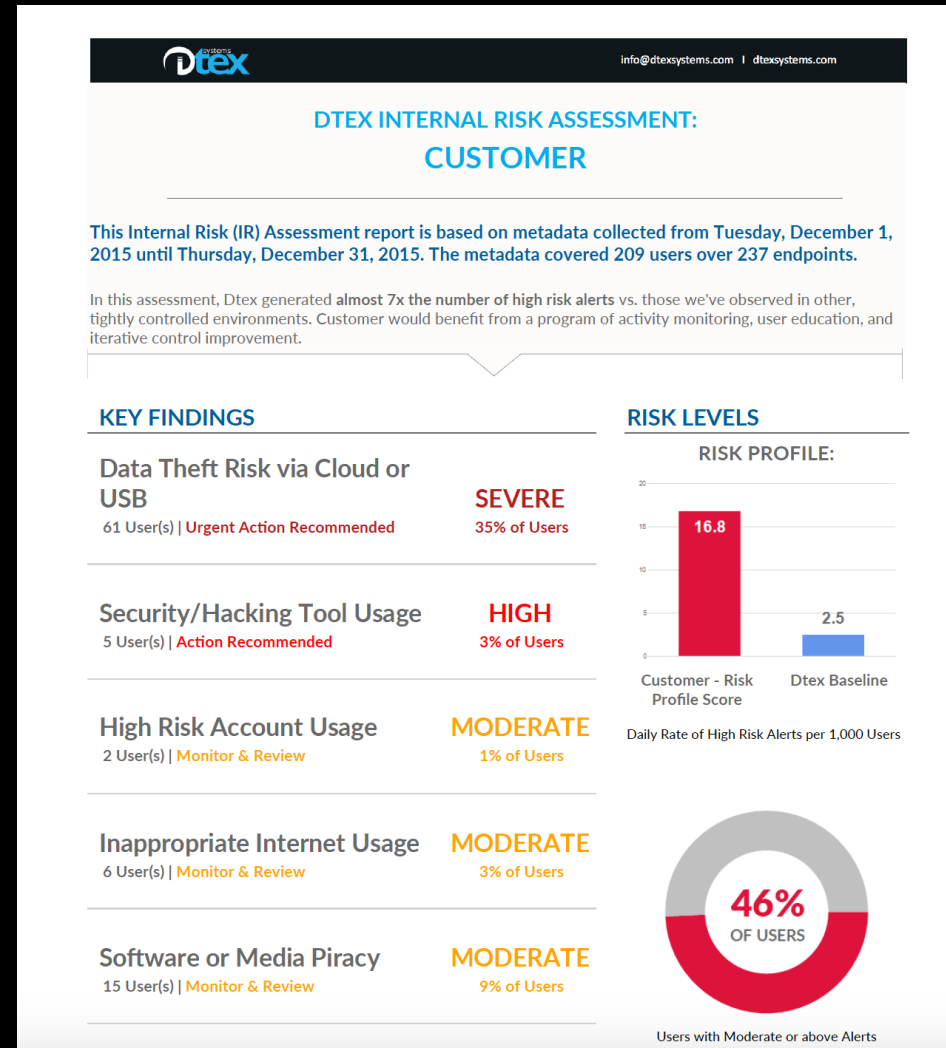 systems
Dtex
info@dtexsystems.com | dtexsystems.com
DTEX INTERNAL RISK ASSESSMENT:
CUSTOMER
This Internal Risk (IR) Assessment report is based on metadata collected from Tuesday, December 1,
2015 until Thursday, December 31, 2015. The metadata covered 209 users over 237 endpoints.
In this assessment, Dtex generated almost 7x the number of high risk alerts vs. those we've observed in other,
tightly controlled environments. Customer would benefit from a program of activity monitoring, user education, and
iterative control improvement.
KEY FINDINGS
Data Theft Risk via Cloud or
USB
SEVERE
61 User(s) | Urgent Action Recommended
35% of Users
Security/Hacking Tool Usage
HIGH
5 User(s) | Action Recommended
3% of Users
High Risk Account Usage
MODERATE
2 User(s) | Monitor & Review
1% of Users
Inappropriate Internet Usage
MODERATE
6 User(s) | Monitor & Review
3% of Users
Software or Media Piracy
MODERATE
15 User(s) | Monitor & Review
9% of Users
RISK LEVELS
RISK PROFILE:
20
15
10
5
0
16.8
2.5
Customer - Risk
Profile Score
Dtex Baseline
Daily Rate of High Risk Alerts per 1,000 Users
46%
OF USERS
Users with Moderate or above Alerts